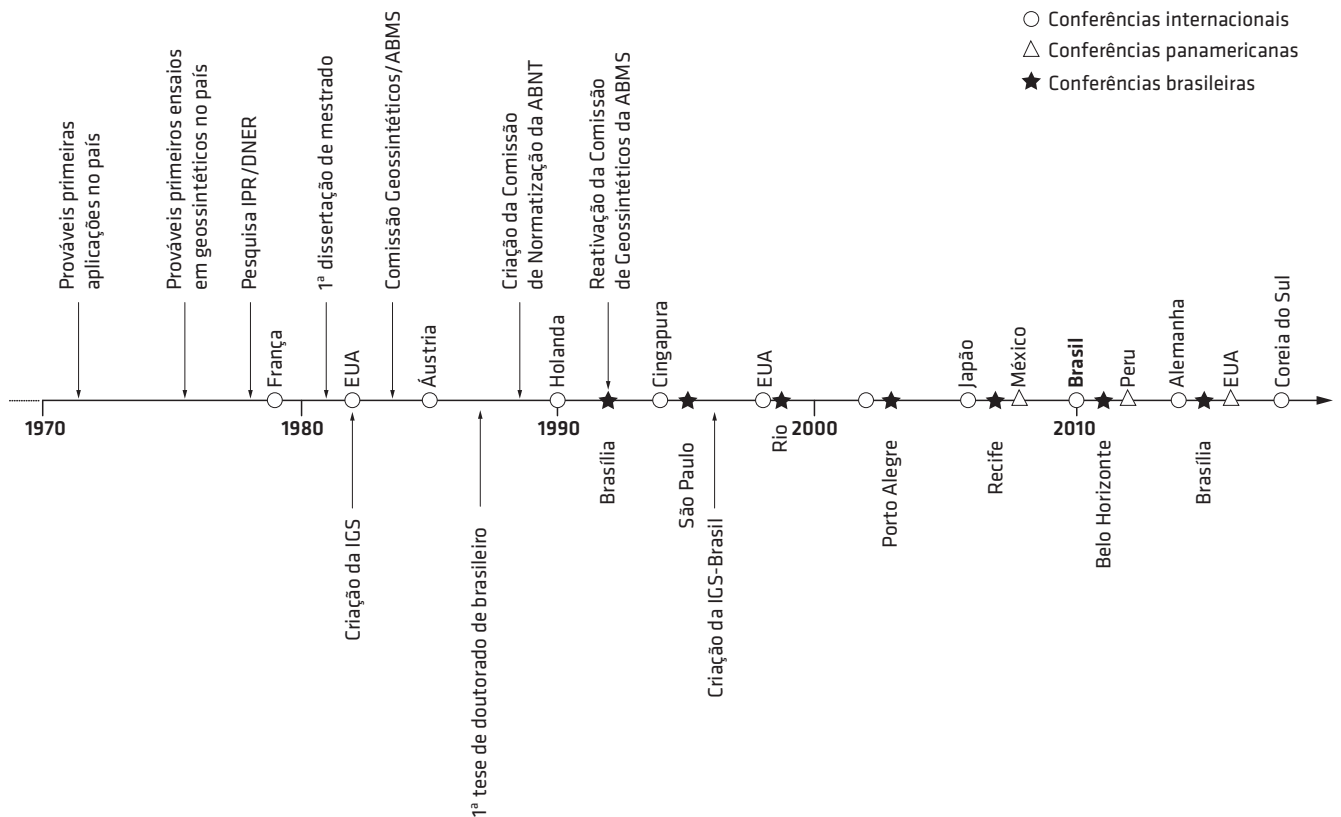 Conferências internacionais
Conferências panamericanas
Conferências brasileiras
Prováveis primeiras
aplicações no país
Prováveis primeiros ensaios
em geossintéticos no país
Pesquisa IPR/DNER
1ª dissertação de mestrado
Comissão Geossintéticos/ABMS
Criação da Comissão
de Normatização da ABNT
Reativação da Comissão
de Geossintéticos da ABMS
França
EUA
Áustria
Holanda
Cingapura
EUA
Japão
México
Brasil
Peru
Alemanha
EUA
Coreia do Sul
1970
1980
1990
2000
2010
Criação da IGS
1ª tese de doutorado de brasileiro
Brasília
São Paulo
Criação da IGS-Brasil
Rio
Porto Alegre
Recife
Belo Horizonte
Brasília